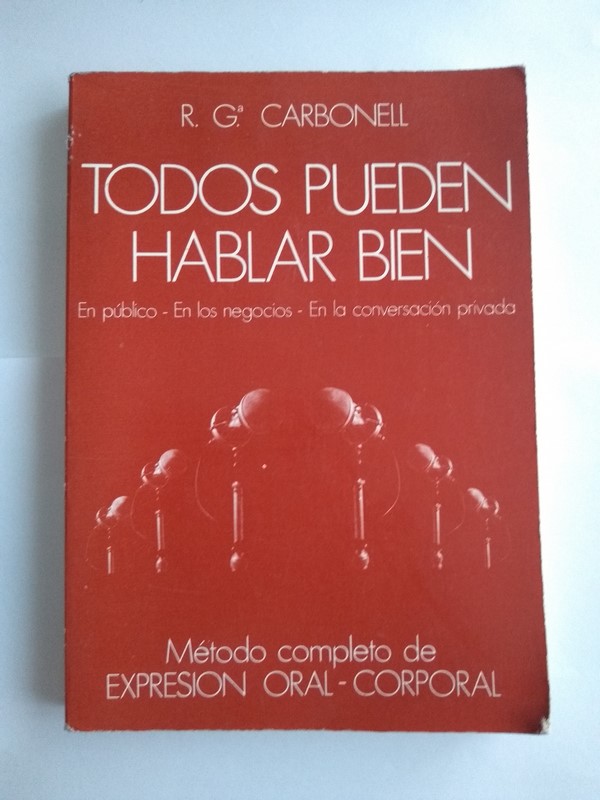 R. G.ª CARBONELL
TODOS PUEDEN
HABLAR BIEN
En público - En los negocios - En la conversación privada
Método completo de
EXPRESION ORAL-CORPORAL